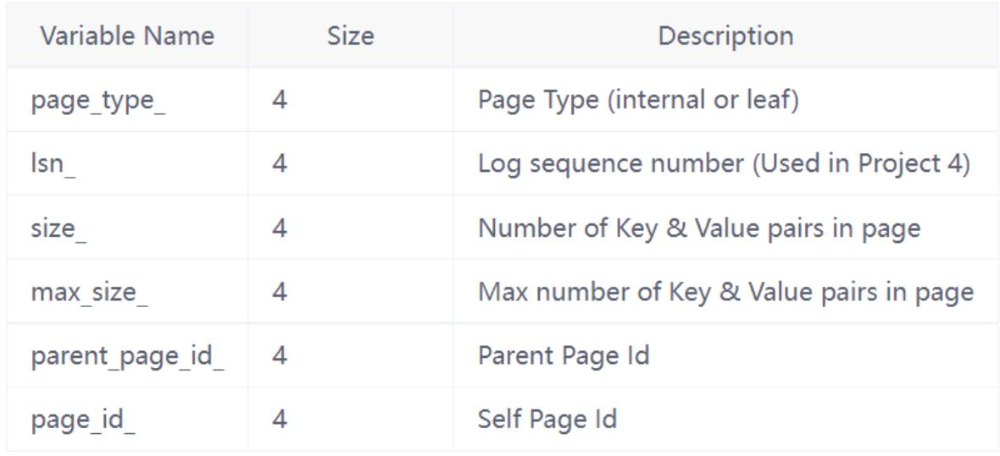 Variable Name Size Description
page_type_ 4 Page Type (internal or leaf)
lsn_ 4 Log sequence number (Used in Project 4)
size_ 4 Number of Key & Value pairs in page
max_size_ 4 Max number of Key & Value pairs in page
parent_page_id_ 4 Parent Page Id
page_id_ 4 Self Page Id